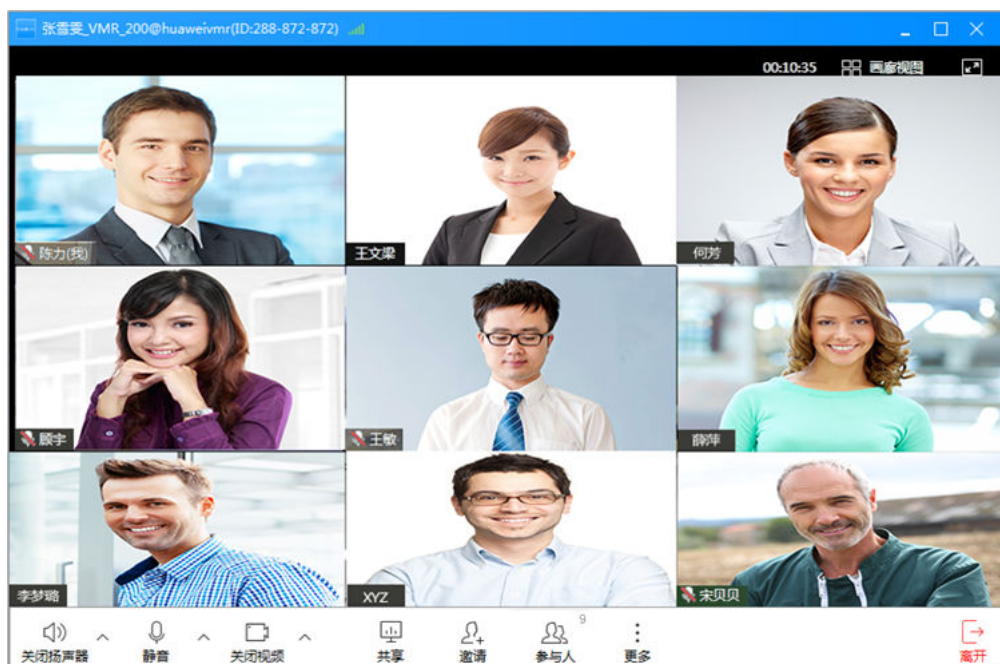 张雪雯_VMR_200@huaweivmr(ID:288-872-872)
00:10:35 画廊视图
陈力(我)
王文梁
何芳
顾宇
王敏
薛萍
李梦璐
XYZ
宋贝贝
9
关闭扬声器
静音
关闭视频
共享
邀请
参与人
更多
离开